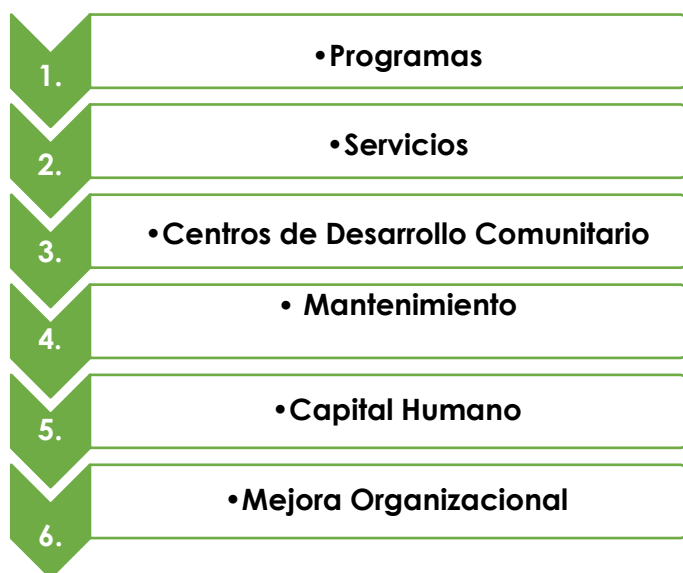 1.
•Programas
2.
•Servicios
3.
•Centros de Desarrollo Comunitario
4.
• Mantenimiento
5.
•Capital Humano
6.
•Mejora Organizacional